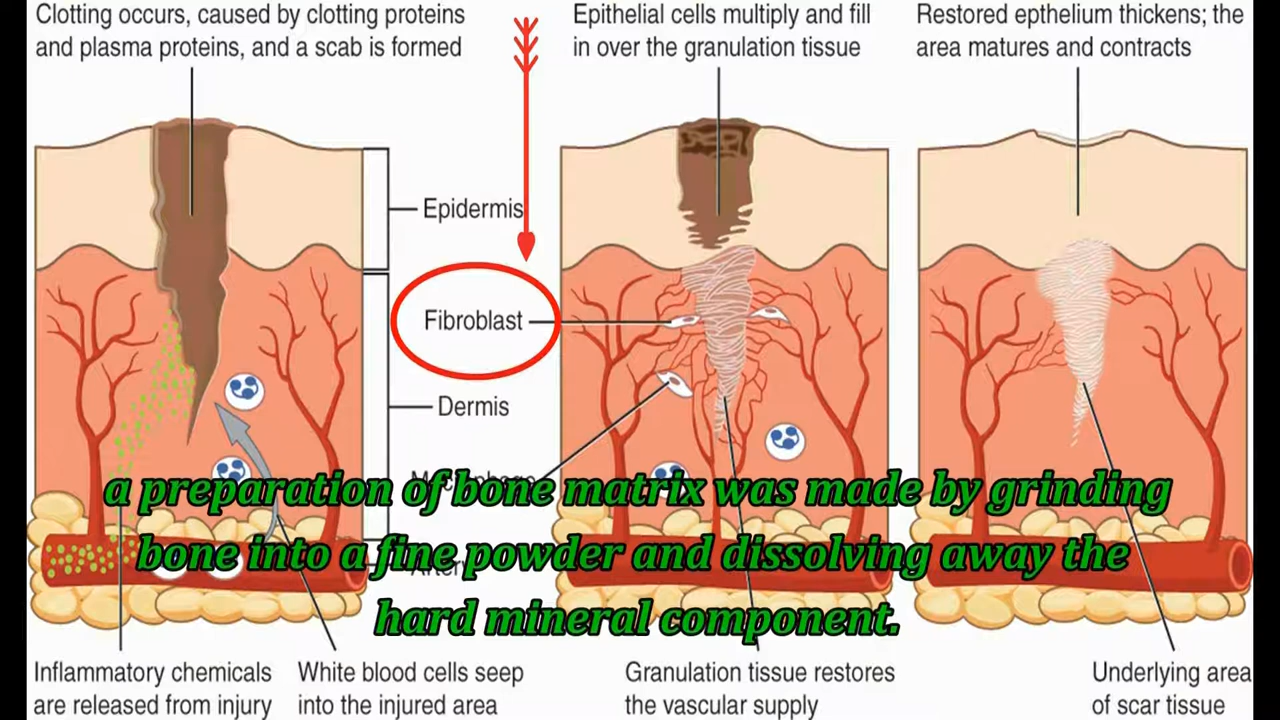 Clotting occurs, caused by clotting proteins
and plasma proteins, and a scab is formed
Epithelial cells multiply and fill
in over the granulation tissue
Restored epthelium thickens; the
area matures and contracts
Epidermis
Fibroblast
Dermis
a preparation of bone matrix was made by grinding
bone into a fine powder and dissolving away the
hard mineral component.
Inflammatory chemicals
are released from injury
White blood cells seep
into the injured area
Granulation tissue restores
the vascular supply
Underlying area
of scar tissue